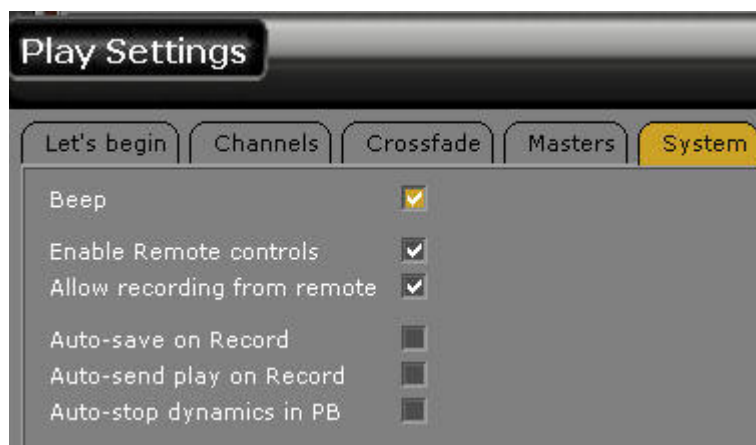 Play Settings
Let's begin Channels Crossfade Masters System
Beep
Enable Remote controls
Allow recording from remote
Auto-save on Record
Auto-send play on Record
Auto-stop dynamics in PB